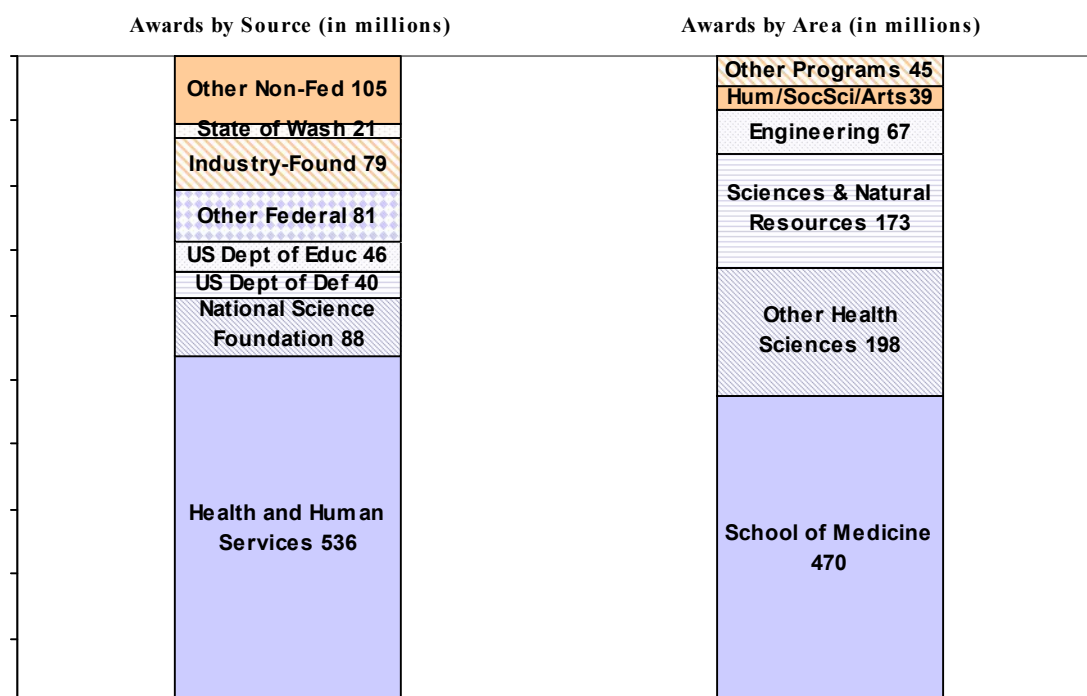 Awards by Source (in millions)
Other Non-Fed 105
State of Wash 21
Industry-Found 79
Other Federal 81
US Dept of Educ 46
US Dept of Def 40
National Science
Foundation 88
Health and Human
Services 536
Awards by Area (in millions)
Other Programs 45
Hum/SocSci/Arts 39
Engineering 67
Sciences & Natural
Resources 173
Other Health
Sciences 198
School of Medicine
470